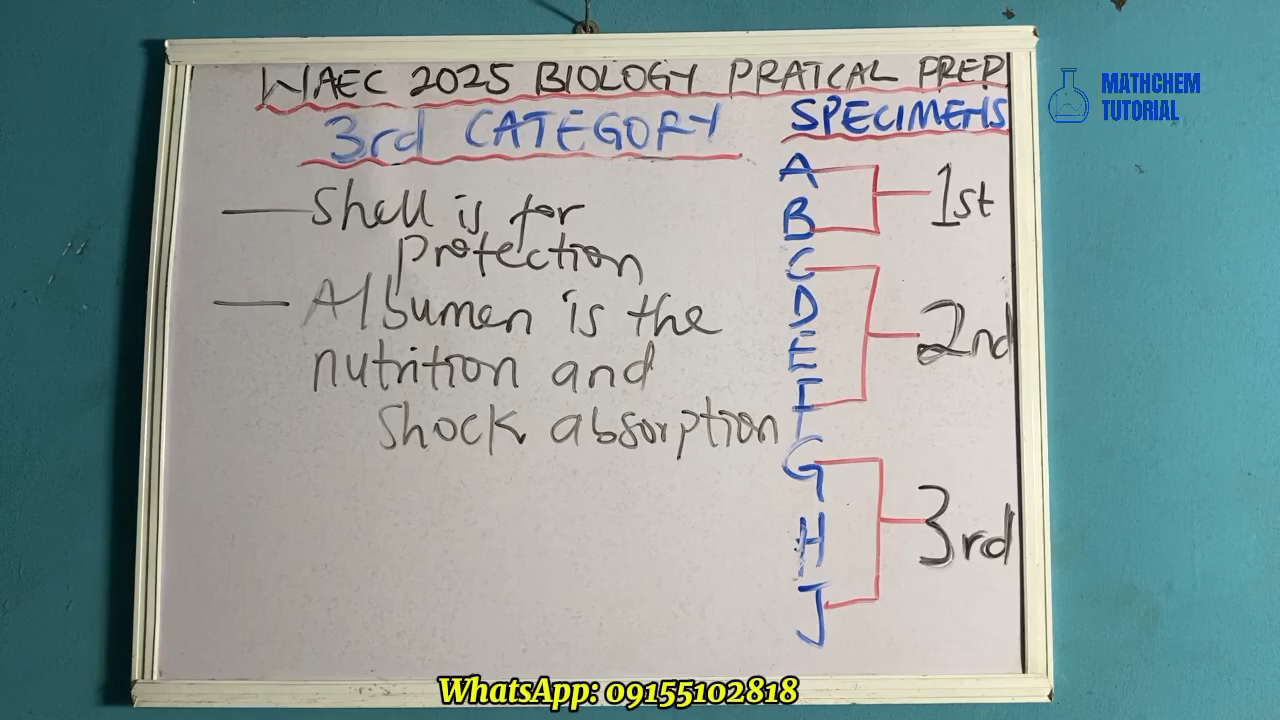 WAEC 2025 BIOLOGY PRATCAL PREP
MATHCHEM
TUTORIAL
3rd CATEGORY
SPECIMENS
— Shell is for
protection
— Albumen is the
nutrition and
shock absorption
A
B
1st
C
D
E
F
2nd
G
H
J
3rd
WhatsApp: 09155102818